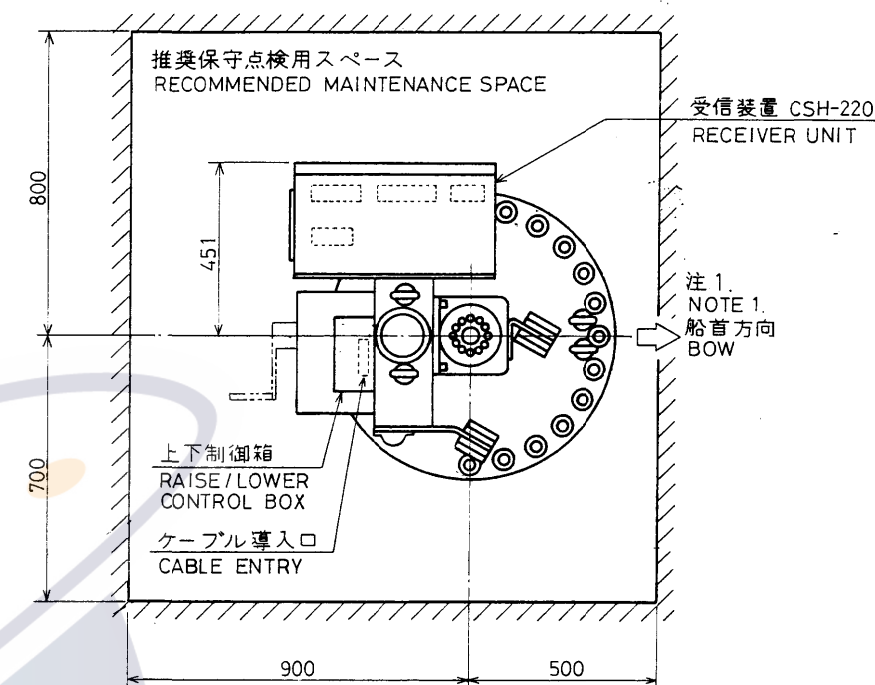 推奨保守点検用スペース
RECOMMENDED MAINTENANCE SPACE
受信装置 CSH-220
RECEIVER UNIT
800
451
注1.
NOTE 1.
船首方向
BOW
上下制御箱
RAISE/LOWER
CONTROL BOX
700
ケーブル導入口
CABLE ENTRY
900
500